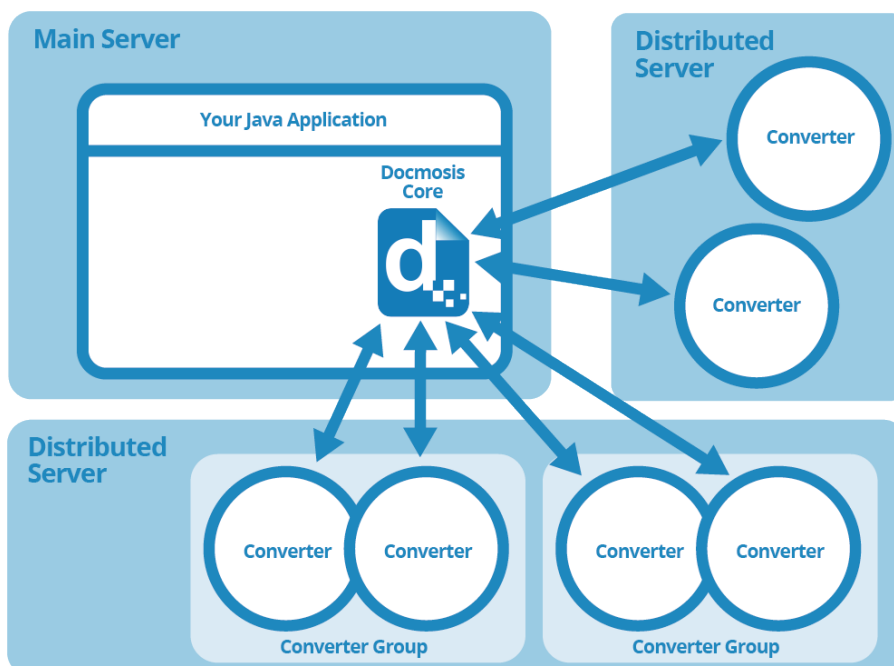 Main Server
Your Java Application
Docmosis
Core
d
Distributed
Server
Converter
Converter
Distributed
Server
Converter
Converter
Converter Group
Converter
Converter
Converter Group